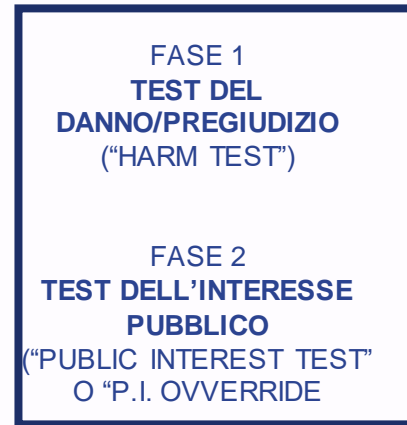 FASE 1
TEST DEL
DANNO/PREGIUDIZIO
(“HARM TEST”)
FASE 2
TEST DELL’INTERESSE
PUBBLICO
(“PUBLIC INTEREST TEST”
O “P.I. OVVERRIDE